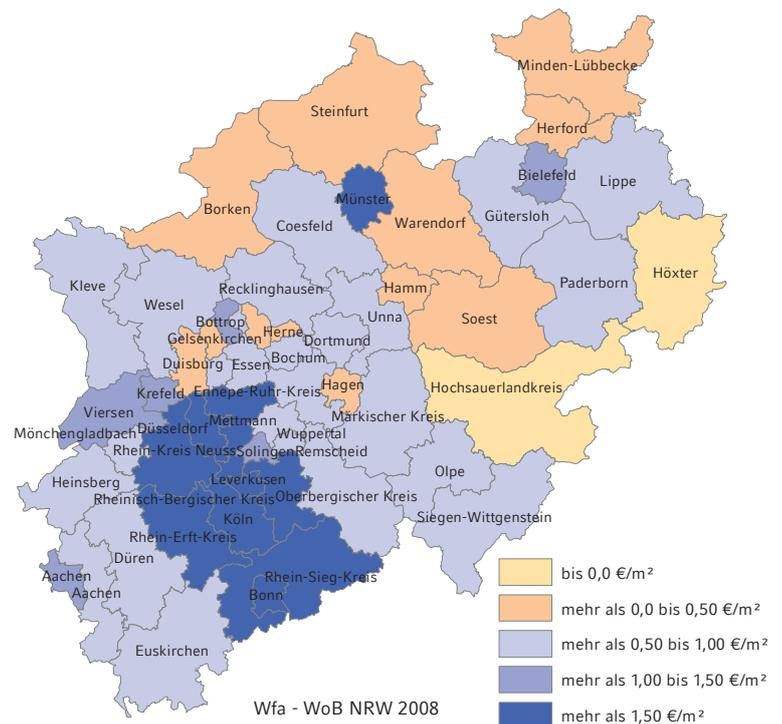 Minden-Lübbecke
Steinfurt
Herford
Bielefeld
Lippe
Münster
Borken
Gütersloh
Warendorf
Coesfeld
Höxter
Paderborn
Kleve
Recklinghausen
Hamm
Wesel
Unna
Soest
Bottrop
Herne
Gelsenkirchen
Dortmund
Bochum
Duisburg
Essen
Hagen
Hochsauerlandkreis
Krefeld
Ennepe-Ruhr-Kreis
Viersen
Märkischer Kreis
Mettmann
Düsseldorf
Mönchengladbach
Wuppertal
Rhein-Kreis Neuss
Solingen
Remscheid
Olpe
Leverkusen
Heinsberg
Rheinisch-Bergischer Kreis
Oberbergischer Kreis
Köln
Siegen-Wittgenstein
Rhein-Erft-Kreis
Düren
Aachen
Rhein-Sieg-Kreis
Aachen
Bonn
Euskirchen
bis 0,0 €/m²
mehr als 0,0 bis 0,50 €/m²
mehr als 0,50 bis 1,00 €/m²
mehr als 1,00 bis 1,50 €/m²
mehr als 1,50 €/m²
Wfa - WoB NRW 2008